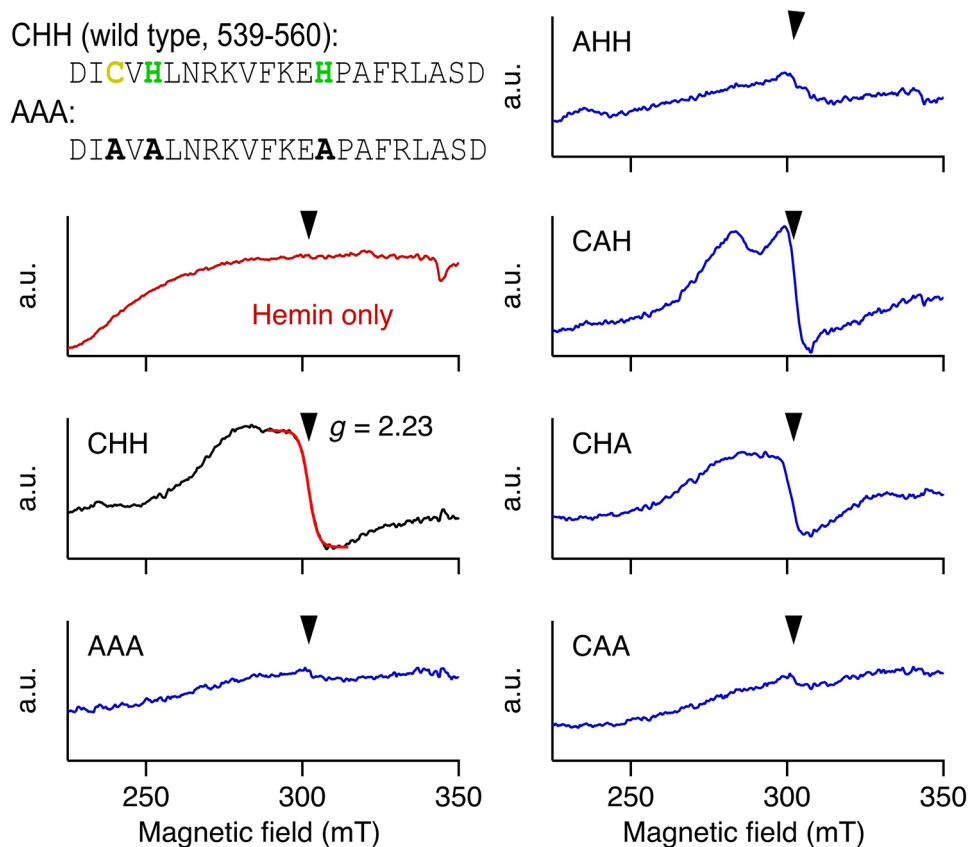 CHH (wild type, 539-560):
DICVHLNRKVFKEHPAFRLASD
AAA:
DIAVALNRKVFKEAPAFRLASD
a.u.
AHH
a.u.
Hemin only
a.u.
CAH
a.u.
CHH
g = 2.23
a.u.
CHA
a.u.
AAA
250
300
350
Magnetic field (mT)
a.u.
CAA
250
300
350
Magnetic field (mT)